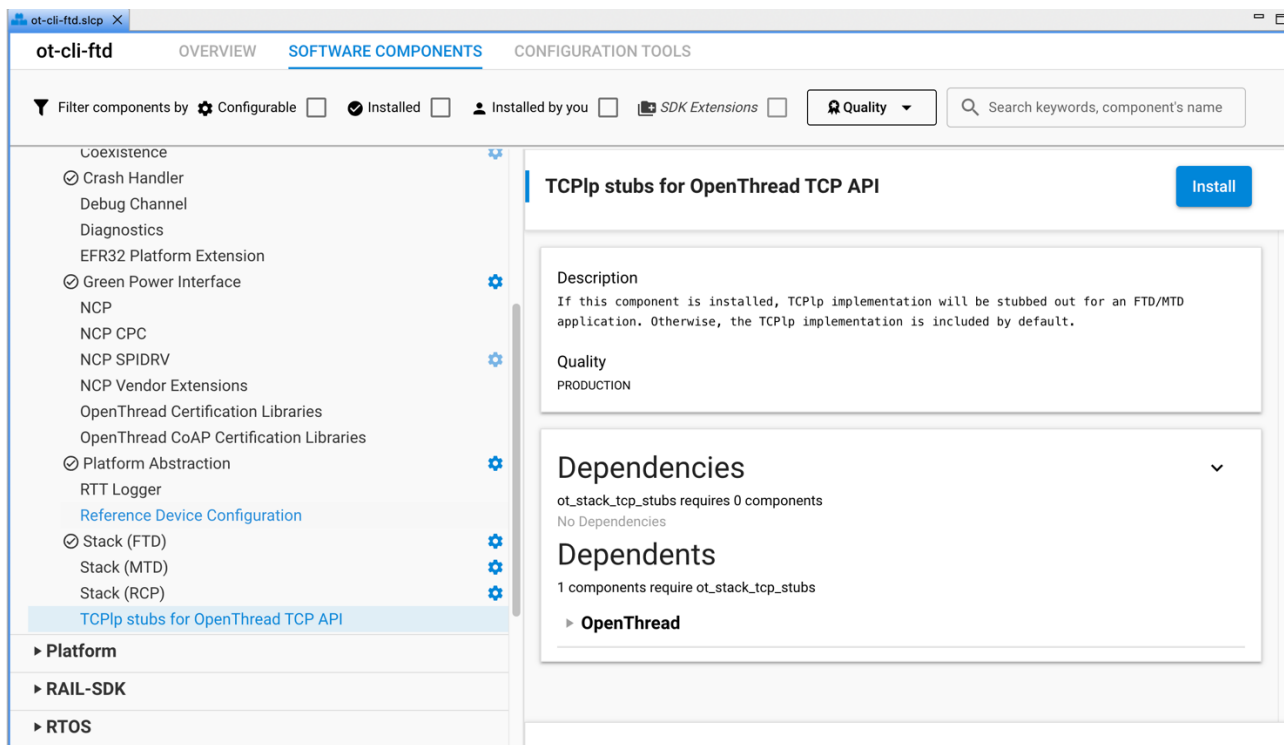 ot-cli-ftd.slcp
ot-cli-ftd OVERVIEW SOFTWARE COMPONENTS CONFIGURATION TOOLS
Filter components by Configurable Installed Installed by you SDK Extensions Quality Search keywords, component's name
Coexistence
Crash Handler
Debug Channel
Diagnostics
EFR32 Platform Extension
Green Power Interface
NCP
NCP CPC
NCP SPIDRV
NCP Vendor Extensions
OpenThread Certification Libraries
OpenThread CoAP Certification Libraries
Platform Abstraction
RTT Logger
Reference Device Configuration
Stack (FTD)
Stack (MTD)
Stack (RCP)
TCPlp stubs for OpenThread TCP API
Platform
RAIL-SDK
RTOS
TCPlp stubs for OpenThread TCP API Install
Description
If this component is installed, TCPlp implementation will be stubbed out for an FTD/MTD
application. Otherwise, the TCPlp implementation is included by default.
Quality
PRODUCTION
Dependencies
ot_stack_tcp_stubs requires 0 components
No Dependencies
Dependents
1 components require ot_stack_tcp_stubs
OpenThread